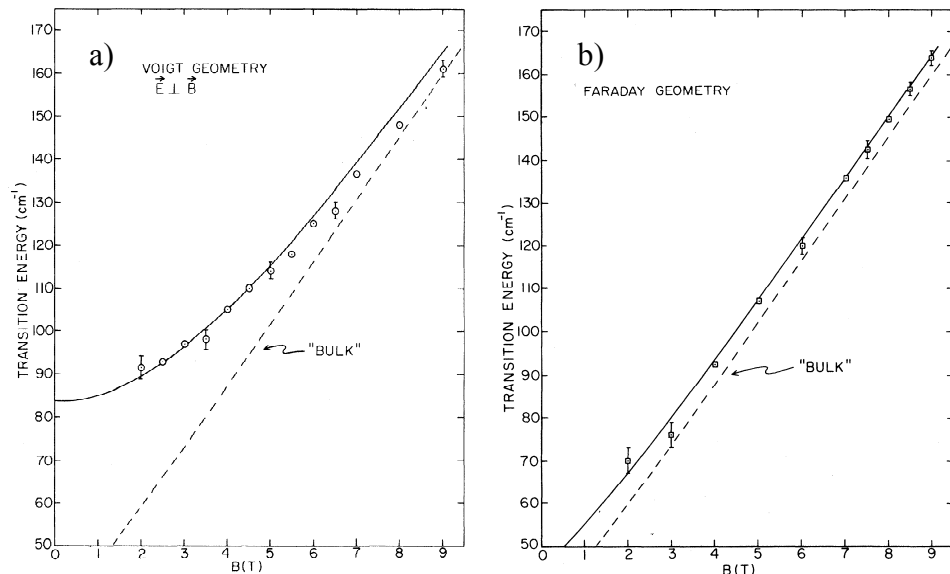 a)
VOIGT GEOMETRY
E ⊥ B
"BULK"
TRANSITION ENERGY (cm⁻¹)
170
160
150
140
130
120
110
100
90
80
70
60
50
0 1 2 3 4 5 6 7 8 9
B(T)
b)
FARADAY GEOMETRY
"BULK"
TRANSITION ENERGY (cm⁻¹)
170
160
150
140
130
120
110
100
90
80
70
60
50
0 1 2 3 4 5 6 7 8 9
B(T)